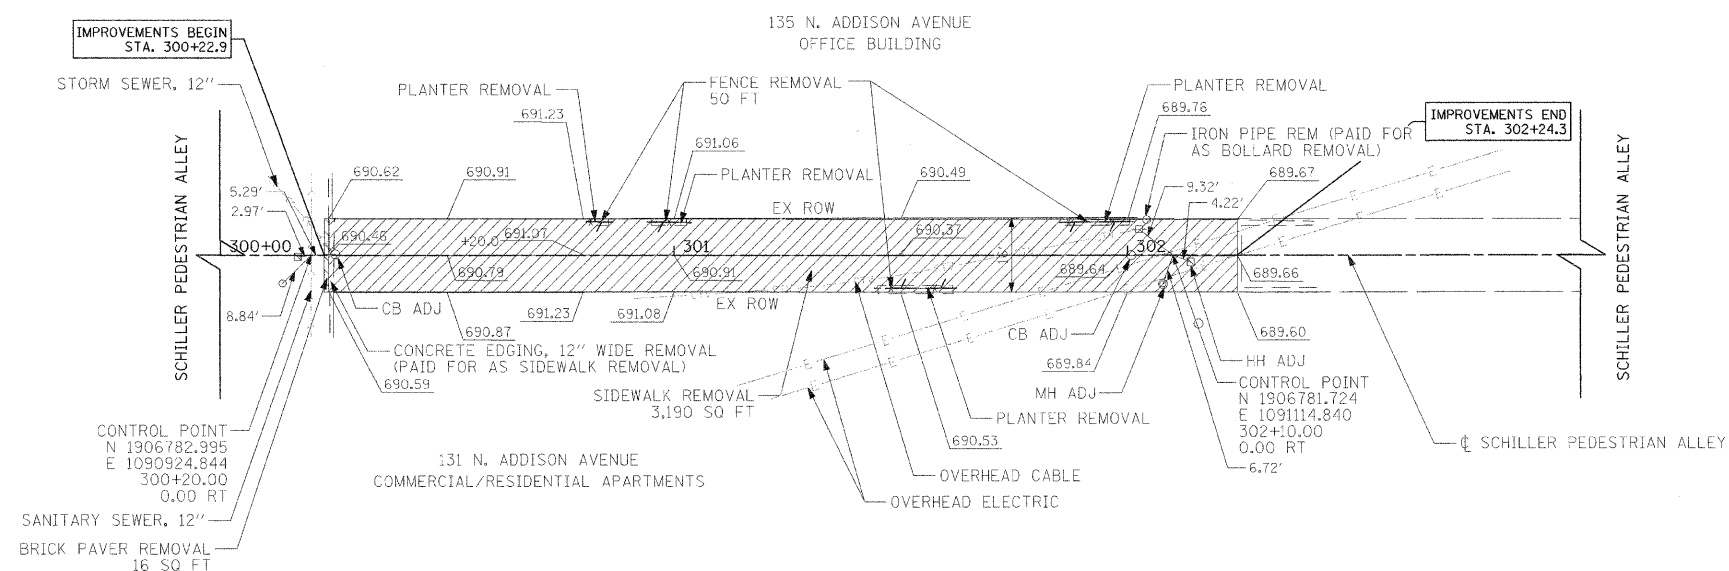 135 N. ADDISON AVENUE
OFFICE BUILDING
IMPROVEMENTS BEGIN
STA. 300+22.9
STORM SEWER, 12"
PLANTER REMOVAL
691.23
FENCE REMOVAL
50 FT
PLANTER REMOVAL
689.76
IMPROVEMENTS END
STA. 302+24.3
IRON PIPE REM (PAID FOR
AS BOLLARD REMOVAL)
691.06
PLANTER REMOVAL
690.62
690.91
690.49
689.67
5.29'
2.97'
9.32'
4.22'
EX ROW
SCHILLER PEDESTRIAN ALLEY
300+00
690.46
+20.0
691.07
301
690.37
302
690.79
690.91
689.64
689.66
SCHILLER PEDESTRIAN ALLEY
8.84'
CB ADJ
690.87
691.23
691.08
EX ROW
CB ADJ
689.60
CONCRETE EDGING, 12" WIDE REMOVAL
(PAID FOR AS SIDEWALK REMOVAL)
690.59
689.84
HH ADJ
SIDEWALK REMOVAL
3,190 SQ FT
MH ADJ
CONTROL POINT
N 1906781.724
E 1091114.840
302+10.00
0.00 RT
PLANTER REMOVAL
690.53
6.72'
℄ SCHILLER PEDESTRIAN ALLEY
CONTROL POINT
N 1906782.995
E 1090924.844
300+20.00
0.00 RT
131 N. ADDISON AVENUE
COMMERCIAL/RESIDENTIAL APARTMENTS
OVERHEAD CABLE
OVERHEAD ELECTRIC
SANITARY SEWER, 12"
BRICK PAVER REMOVAL
16 SQ FT
E
E
E
E
E
E
E
E